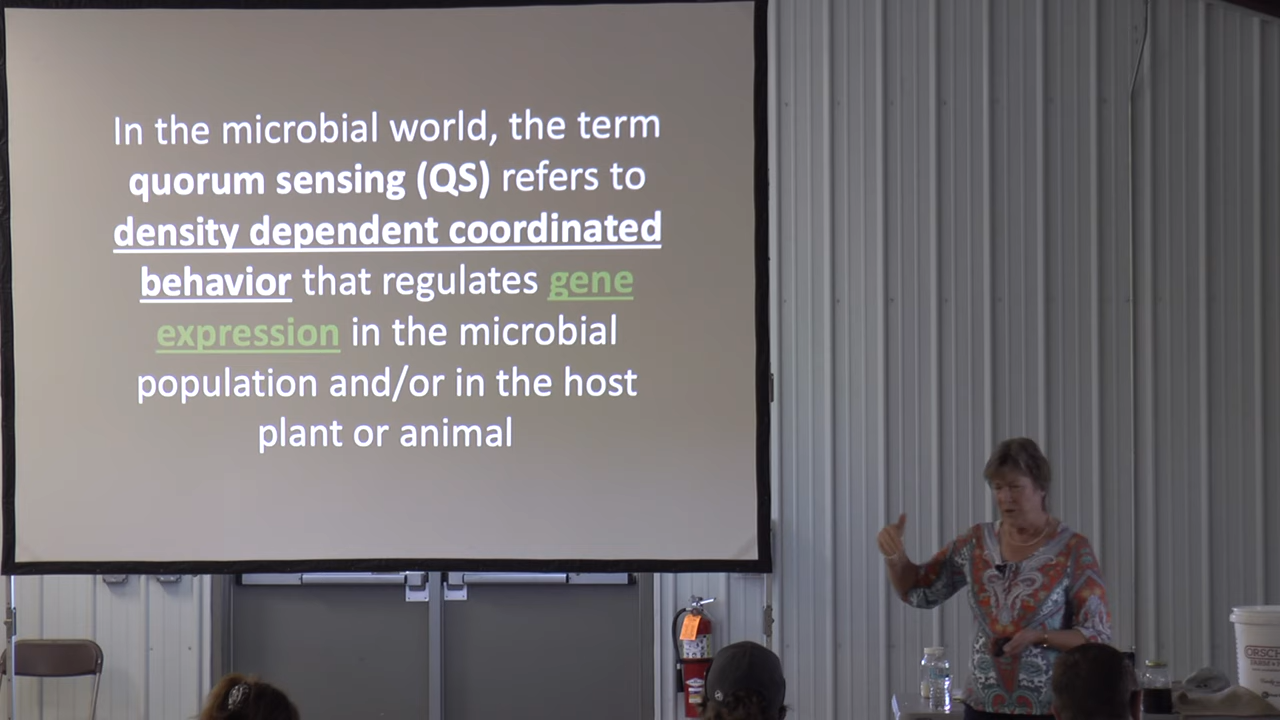 In the microbial world, the term
quorum sensing (QS) refers to
density dependent coordinated
behavior that regulates gene
expression in the microbial
population and/or in the host
plant or animal